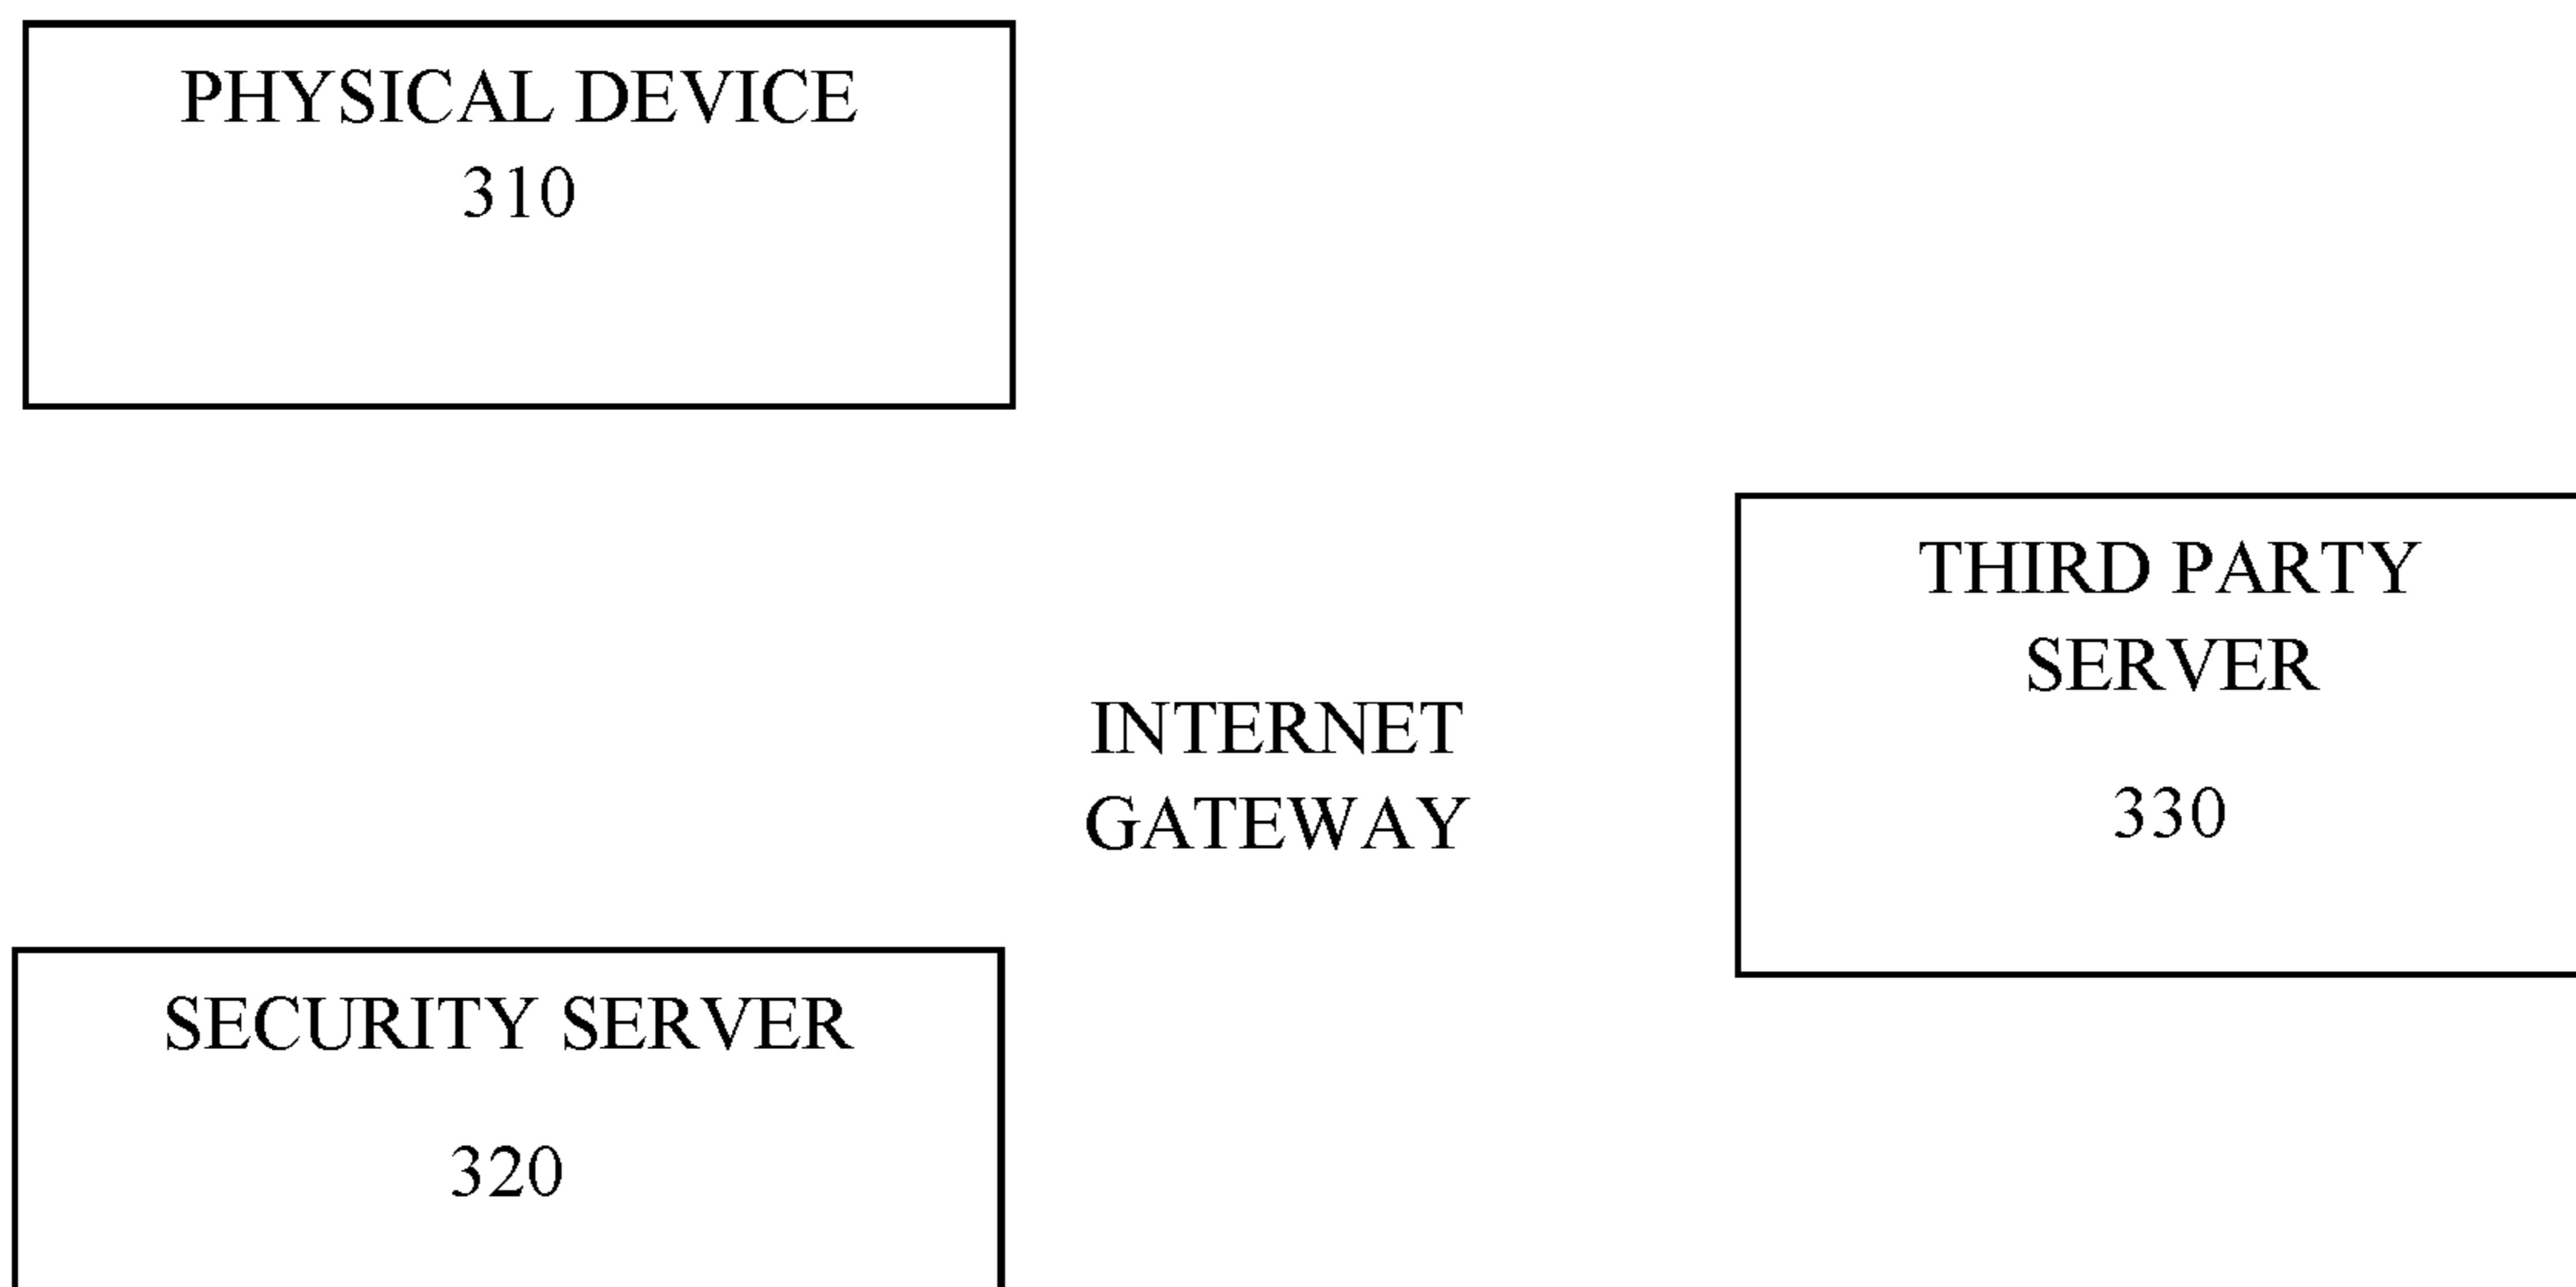 PHYSICAL DEVICE
310
THIRD PARTY
SERVER
330
INTERNET
GATEWAY
SECURITY SERVER
320